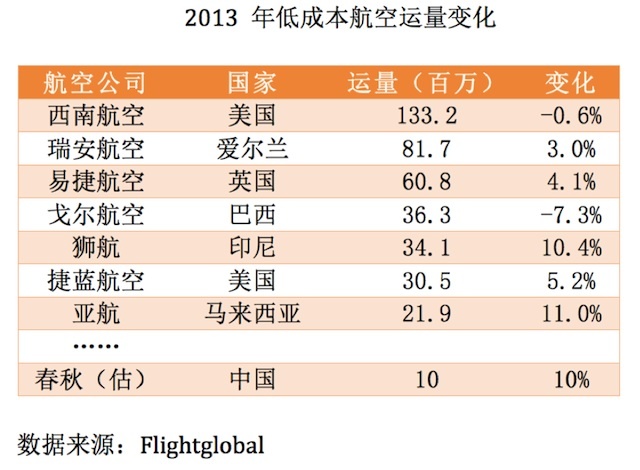 2013 年低成本航空运量变化
航空公司 国家 运量（百万） 变化
西南航空 美国 133.2 -0.6%
瑞安航空 爱尔兰 81.7 3.0%
易捷航空 英国 60.8 4.1%
戈尔航空 巴西 36.3 -7.3%
狮航 印尼 34.1 10.4%
捷蓝航空 美国 30.5 5.2%
亚航 马来西亚 21.9 11.0%
……
春秋（估） 中国 10 10%
数据来源：Flightglobal